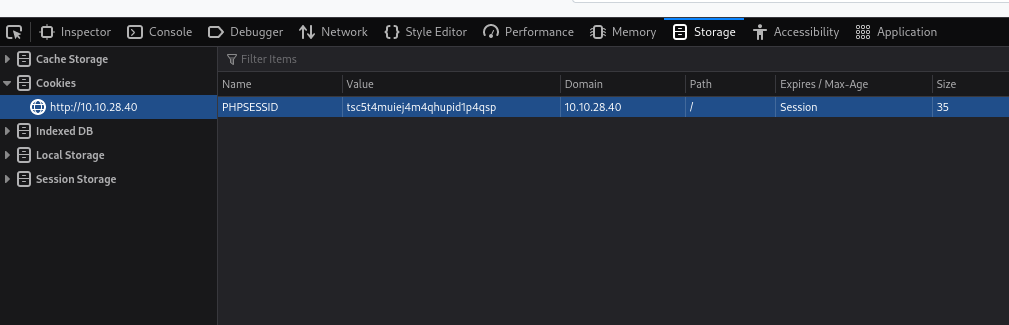 Inspector Console Debugger Network Style Editor Performance Memory Storage Accessibility Application
Cache Storage
Filter Items
Cookies
Name Value Domain Path Expires / Max-Age Size
http://10.10.28.40
PHPSESSID tsc5t4muiej4m4qhupid1p4qsp 10.10.28.40 / Session 35
Indexed DB
Local Storage
Session Storage